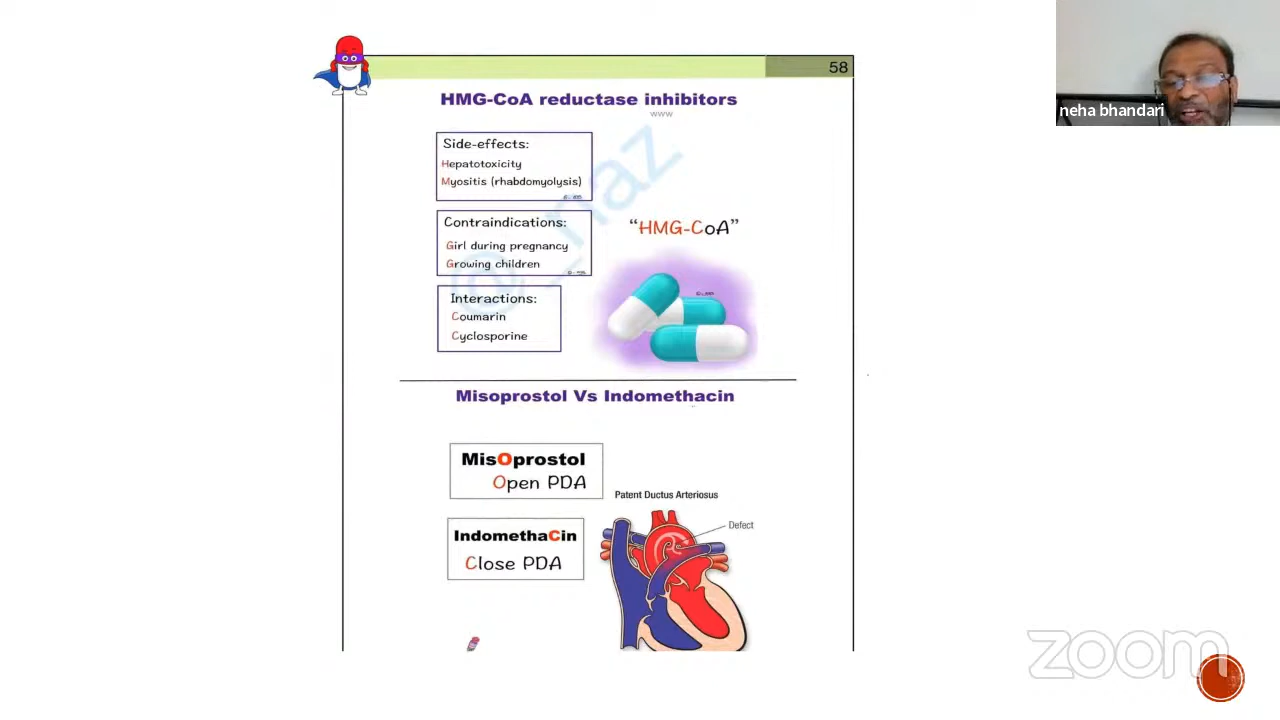 58
HMG-CoA reductase inhibitors
www
Side-effects:
Hepatotoxicity
Myositis (rhabdomyolysis)
Contraindications:
Girl during pregnancy
Growing children
"HMG-CoA"
Interactions:
Coumarin
Cyclosporine
Misoprostol Vs Indomethacin
MisOprostol
Open PDA
Patent Ductus Arteriosus
Defect
IndomethaCin
Close PDA
neha bhandari
zoom